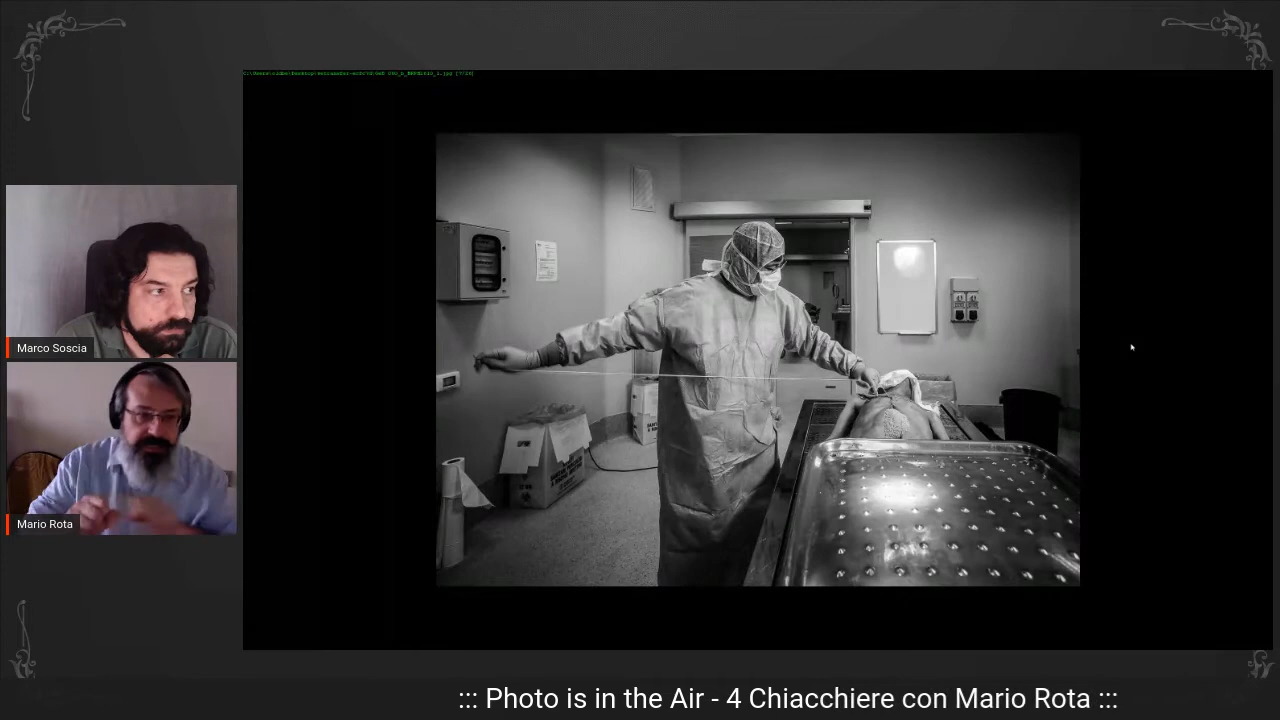 Marco Soscia
Mario Rota
::: Photo is in the Air - 4 Chiacchiere con Mario Rota :::